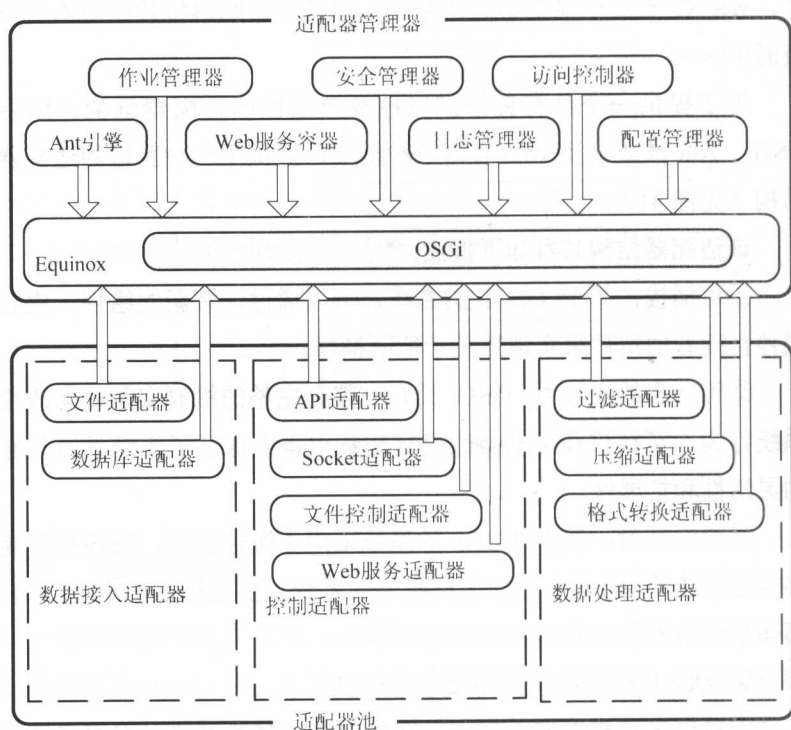 适配器管理器
作业管理器
安全管理器
访问控制器
Ant引擎
Web服务容器
日志管理器
配置管理器
Equinox
OSGi
文件适配器
数据库适配器
数据接入适配器
API适配器
Socket适配器
文件控制适配器
Web服务适配器
控制适配器
过滤适配器
压缩适配器
格式转换适配器
数据处理适配器
适配器池